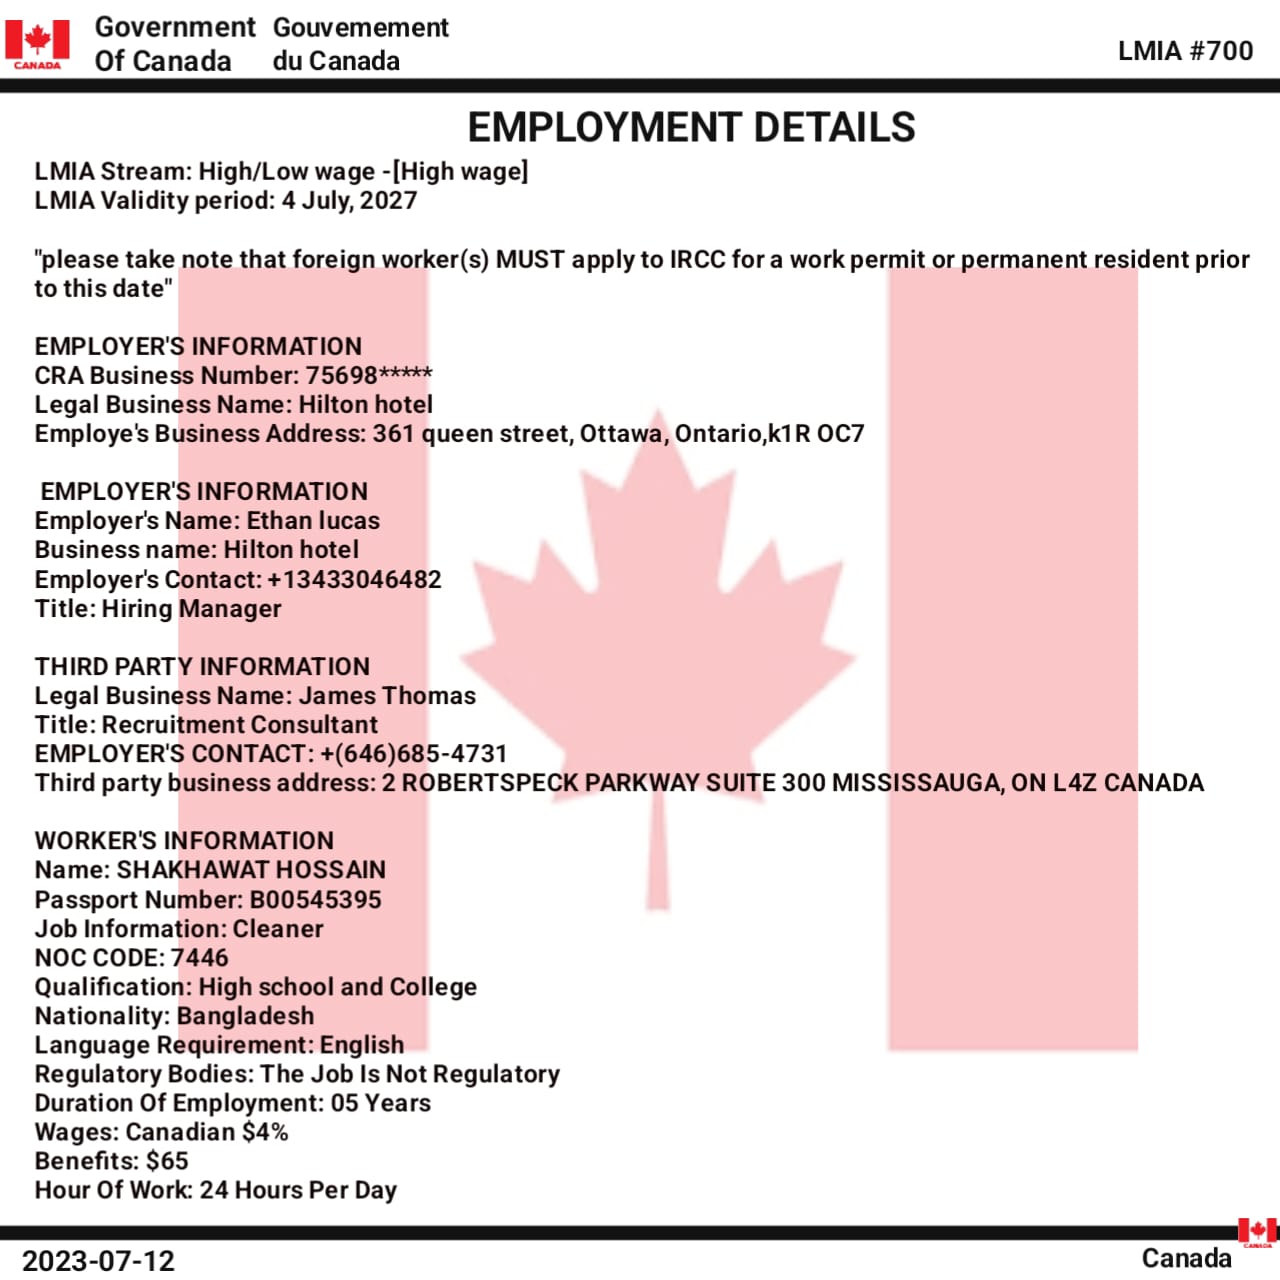 CANADA
Government Gouvemement
Of Canada du Canada
LMIA #700
EMPLOYMENT DETAILS
LMIA Stream: High/Low wage -[High wage]
LMIA Validity period: 4 July, 2027
"please take note that foreign worker(s) MUST apply to IRCC for a work permit or permanent resident prior
to this date"
EMPLOYER'S INFORMATION
CRA Business Number: 75698*****
Legal Business Name: Hilton hotel
Employe's Business Address: 361 queen street, Ottawa, Ontario,k1R OC7
EMPLOYER'S INFORMATION
Employer's Name: Ethan lucas
Business name: Hilton hotel
Employer's Contact: +13433046482
Title: Hiring Manager
THIRD PARTY INFORMATION
Legal Business Name: James Thomas
Title: Recruitment Consultant
EMPLOYER'S CONTACT: +(646)685-4731
Third party business address: 2 ROBERTSPECK PARKWAY SUITE 300 MISSISSAUGA, ON L4Z CANADA
WORKER'S INFORMATION
Name: SHAKHAWAT HOSSAIN
Passport Number: B00545395
Job Information: Cleaner
NOC CODE: 7446
Qualification: High school and College
Nationality: Bangladesh
Language Requirement: English
Regulatory Bodies: The Job Is Not Regulatory
Duration Of Employment: 05 Years
Wages: Canadian $4%
Benefits: $65
Hour Of Work: 24 Hours Per Day
2023-07-12
Canada
CANADA